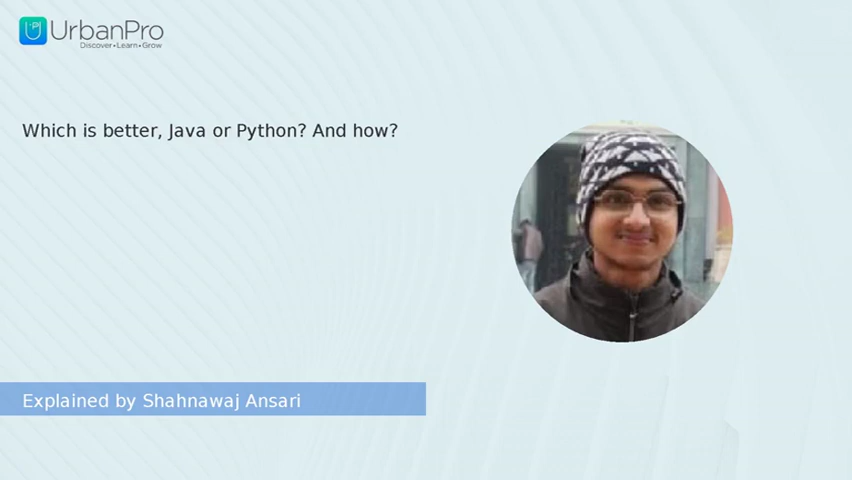 UrbanPro
Discover•Learn•Grow
Which is better, Java or Python? And how?
Explained by Shahnawaj Ansari